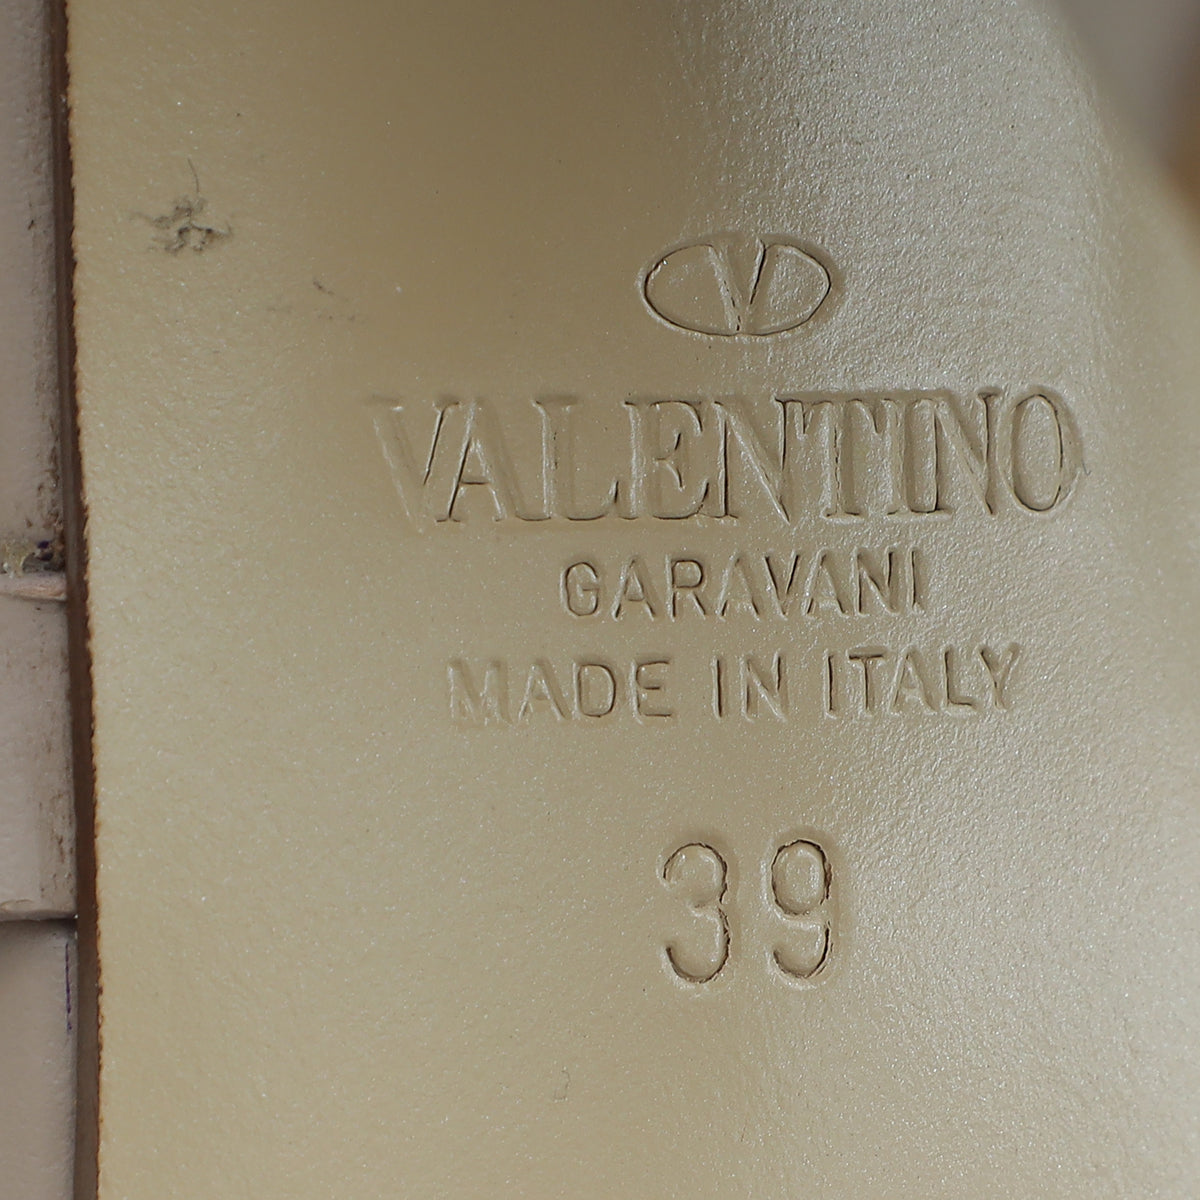 V
VALENTINO
GARAVANI
MADE IN ITALY
39